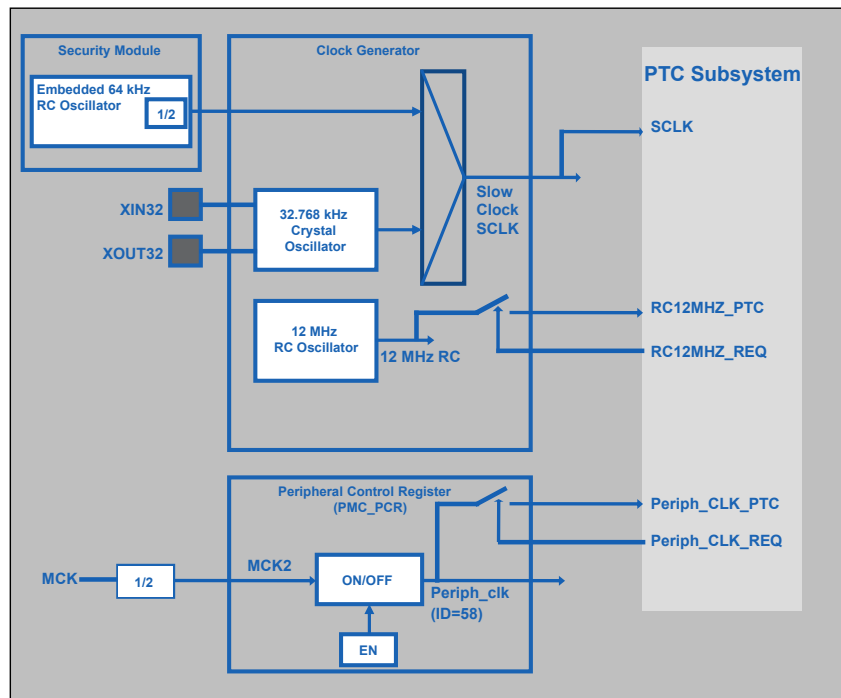 Security Module
Embedded 64 kHz
RC Oscillator
1/2
Clock Generator
PTC Subsystem
SCLK
XIN32
XOUT32
32.768 kHz
Crystal
Oscillator
Slow
Clock
SCLK
12 MHz
RC Oscillator
12 MHz RC
RC12MHZ_PTC
RC12MHZ_REQ
Peripheral Control Register
(PMC_PCR)
Periph_CLK_PTC
Periph_CLK_REQ
MCK
1/2
MCK2
ON/OFF
Periph_clk
(ID=58)
EN